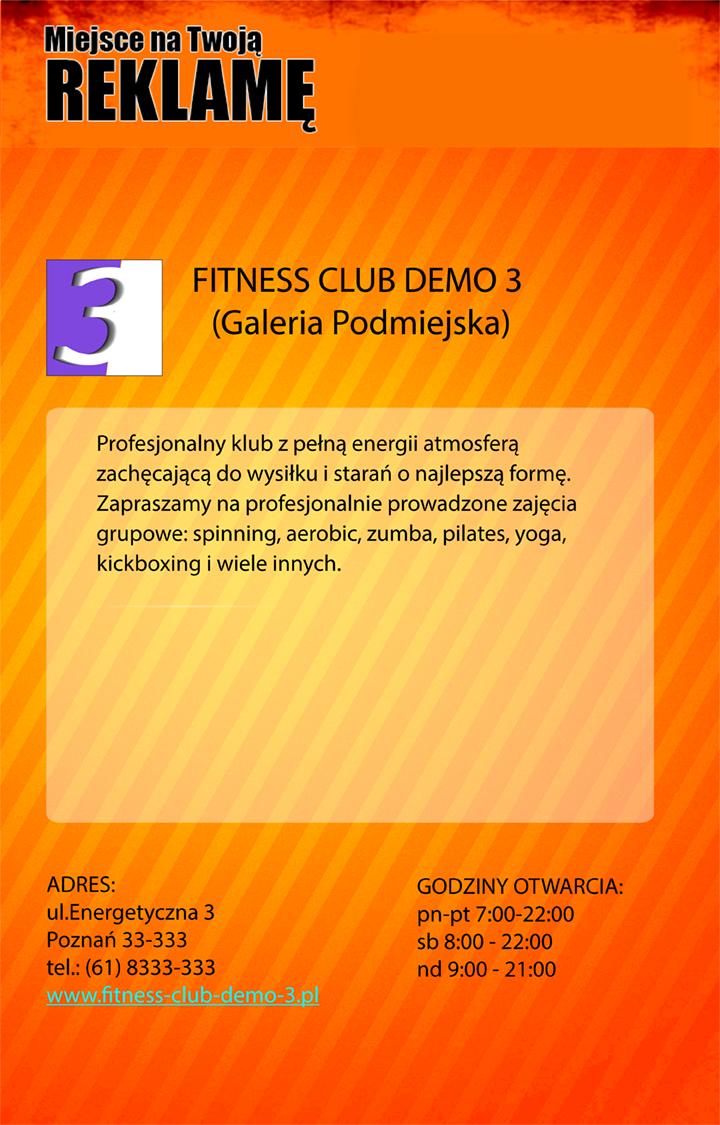 Miejsce na Twoją
REKLAMĘ
3
FITNESS CLUB DEMO 3
(Galeria Podmiejska)
Profesjonalny klub z pełną energii atmosferą
zachęcającą do wysiłku i starań o najlepszą formę.
Zapraszamy na profesjonalnie prowadzone zajęcia
grupowe: spinning, aerobic, zumba, pilates, yoga,
kickboxing i wiele innych.
ADRES:
ul.Energetyczna 3
Poznań 33-333
tel.: (61) 8333-333
www.fitness-club-demo-3.pl
GODZINY OTWARCIA:
pn-pt 7:00-22:00
sb 8:00 - 22:00
nd 9:00 - 21:00